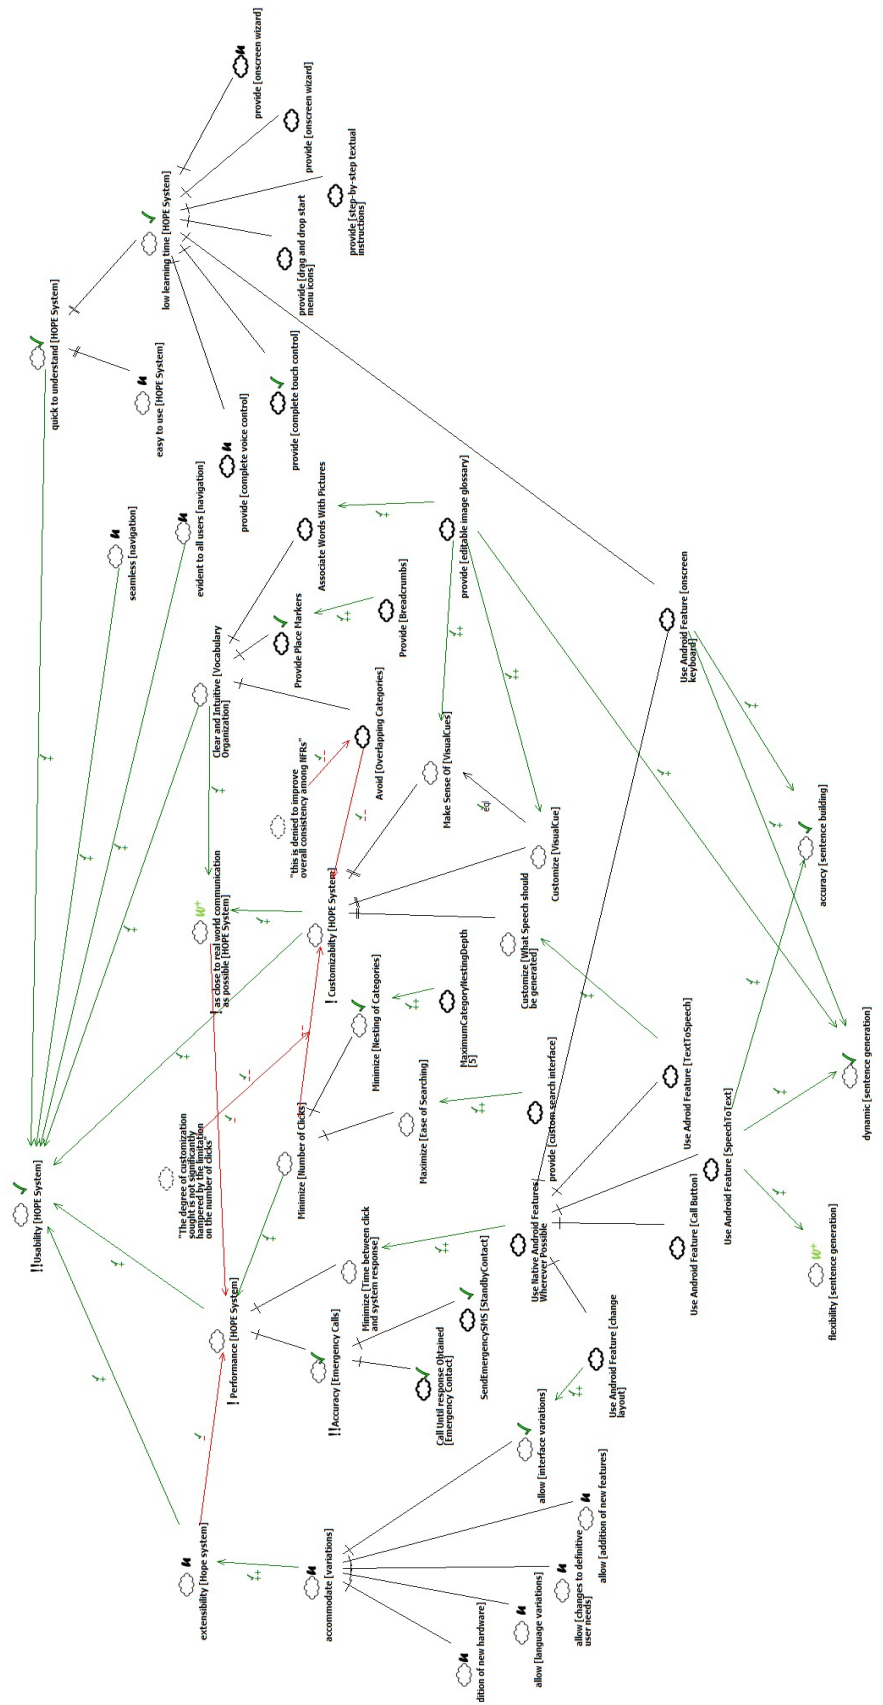 !!Usability [HOPE System]
quick to understand [HOPE System]
easy to use [HOPE System]
low learning time [HOPE System]
provide [onscreen wizard]
provide [onscreen wizard]
provide [step-by-step textual
instructions]
provide [drag and drop start
menu icons]
provide [complete touch control]
provide [complete voice control]
seamless [navigation]
evident to all users [navigation]
Clear and Intuitive [Vocabulary
Organization]
Associate Words With Pictures
Provide Place Markers
Provide [Breadcrumbs]
Avoid [Overlapping Categories]
provide [editable image glossary]
"this is denied to improve
overall consistency among NFRs"
! as close to real world communication
as possible [HOPE System]
! Customizabilty [HOPE System]
Make Sense Of [VisualCues]
eql
Customize [VisualCue]
Customize [What Speech should
be generated]
"The degree of customization
sought is not significantly
hampered by the limitation
on the number of clicks"
Minimize [Number of Clicks]
Minimize [Nesting of Categories]
MaximumCategoryNestingDepth
[5]
Maximize [Ease of Searching]
provide [custom search interface]
! Performance [HOPE System]
Minimize [Time between click
and system response]
!!Accuracy [Emergency Calls]
Call Until response Obtained
[Emergency Contact]
SendEmergencySMS [StandbyContact]
Use Native Android Features
Wherever Possible
Use Android Feature [onscreen
keyboard]
Use Adroid Feature [TextToSpeech]
Use Android Feature [SpeechToText]
Use Android Feature [Call Button]
Use Android Feature [change
layout]
accuracy [sentence building]
dynamic [sentence generation]
flexibility [sentence generation]
extensibility [Hope system]
accommodate [variations]
allow [interface variations]
allow [addition of new features]
allow [changes to definitive
user needs]
allow [language variations]
dition of new hardware]